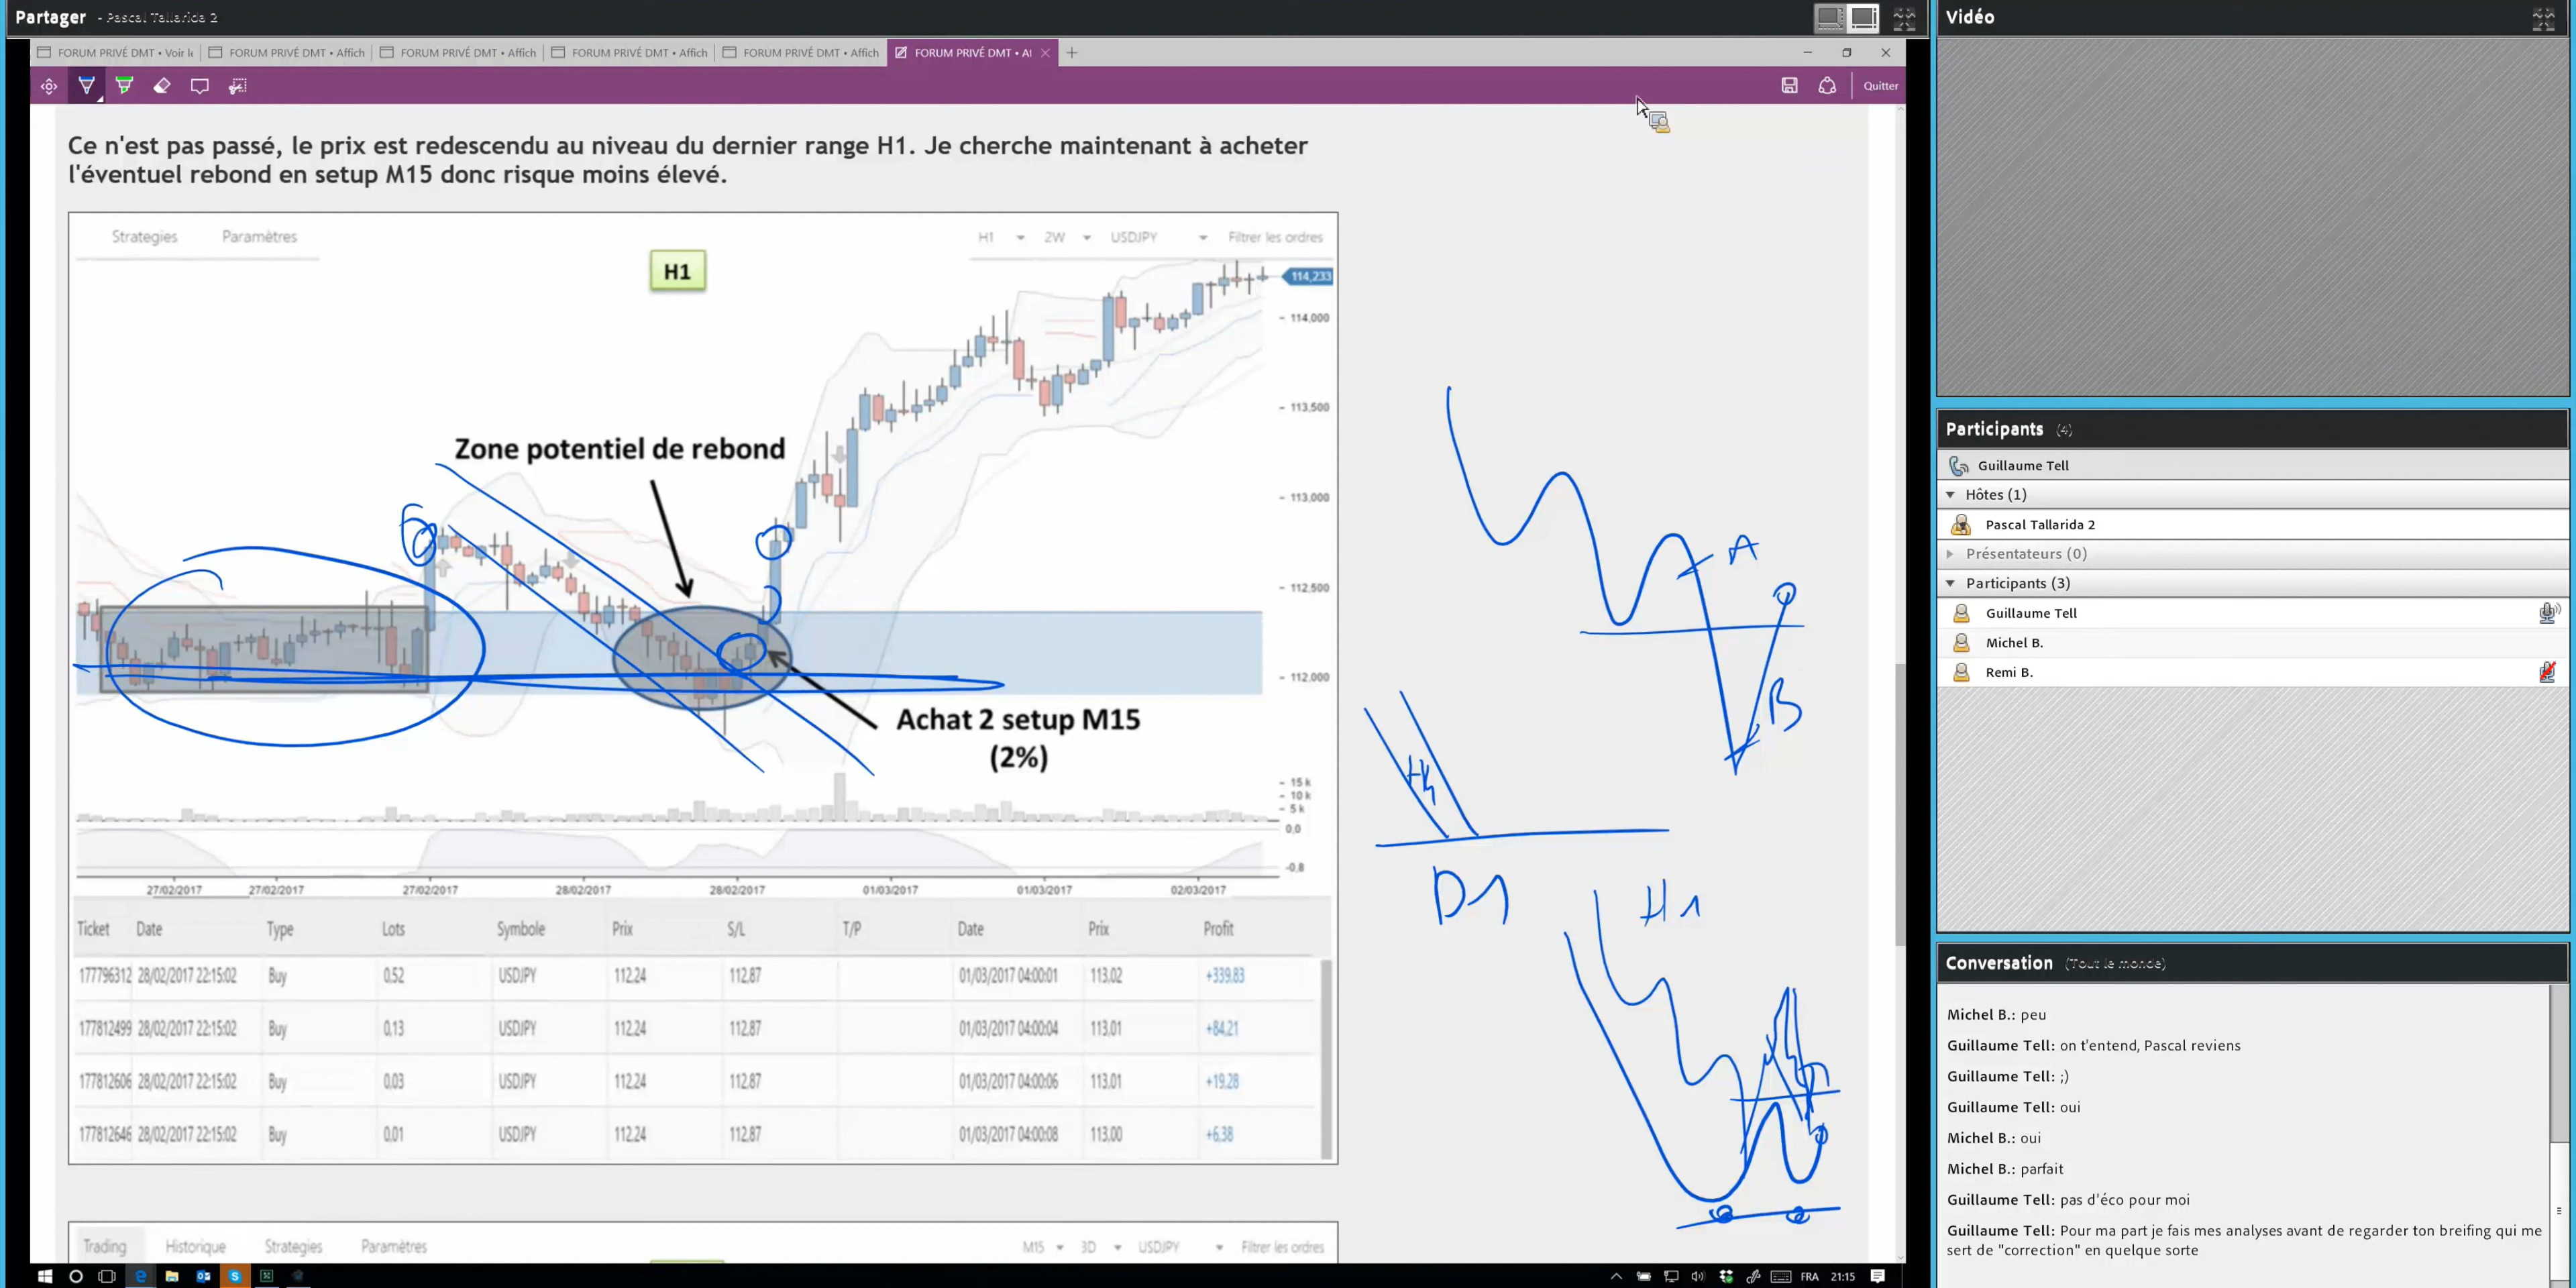 Partager - Pascal Tallarida 2
FORUM PRIVÉ DMT • Voir le
FORUM PRIVÉ DMT • Affich
FORUM PRIVÉ DMT • Affich
FORUM PRIVÉ DMT • Affich
FORUM PRIVÉ DMT • Affich
FORUM PRIVÉ DMT • Af
Quitter
Ce n'est pas passé, le prix est redescendu au niveau du dernier range H1. Je cherche maintenant à acheter
l'éventuel rebond en setup M15 donc risque moins élevé.
Strategies Paramètres
H1 2W USDJPY Filtrer les ordres
H1
114,233
114,000
113,500
Zone potentiel de rebond
113,000
112,500
112,000
Achat 2 setup M15
(2%)
15 k
10 k
5 k
0,0
-0,8
27/02/2017 27/02/2017 27/02/2017 28/02/2017 28/02/2017 01/03/2017 01/03/2017 02/03/2017
Ticket Date Type Lots Symbole Prix S/L T/P Date Prix Profit
177796312 28/02/2017 22:15:02 Buy 0.52 USDJPY 112,24 112,87 01/03/2017 04:00:01 113,02 +339.83
177812499 28/02/2017 22:15:02 Buy 0,13 USDJPY 112,24 112,87 01/03/2017 04:00:04 113,01 +84,21
177812606 28/02/2017 22:15:02 Buy 0,03 USDJPY 112,24 112,87 01/03/2017 04:00:06 113,01 +19.28
177812646 28/02/2017 22:15:02 Buy 0,01 USDJPY 112,24 112,87 01/03/2017 04:00:08 113,00 +6,38
Trading Historique Strategies Paramètres
M15 3D USDJPY Filtrer les ordres
A
B
D1
H1
FRA 21:15
Vidéo
Participants (4)
Guillaume Tell
Hôtes (1)
Pascal Tallarida 2
Présentateurs (0)
Participants (3)
Guillaume Tell
Michel B.
Remi B.
Conversation (Tout le monde)
Michel B.: peu
Guillaume Tell: on t'entend, Pascal reviens
Guillaume Tell: ;)
Guillaume Tell: oui
Michel B.: oui
Michel B.: parfait
Guillaume Tell: pas d'éco pour moi
Guillaume Tell: Pour ma part je fais mes analyses avant de regarder ton breifing qui me
sert de "correction" en quelque sorte